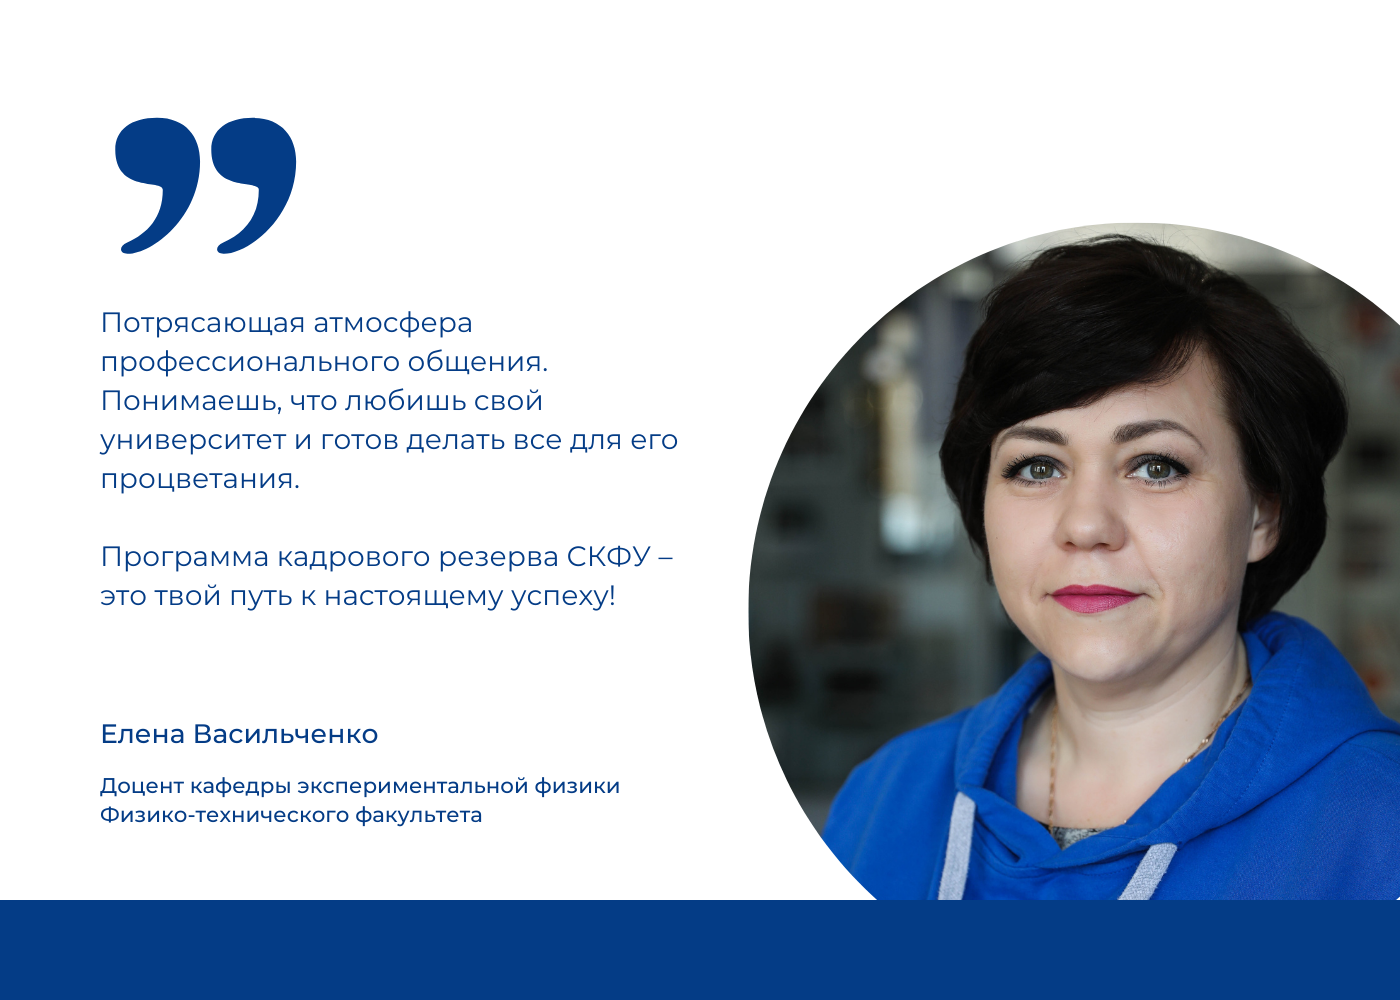 ”
Потрясающая атмосфера
профессионального общения.
Понимаешь, что любишь свой
университет и готов делать все для его
процветания.
Программа кадрового резерва СКФУ –
это твой путь к настоящему успеху!
Елена Васильченко
Доцент кафедры экспериментальной физики
Физико-технического факультета